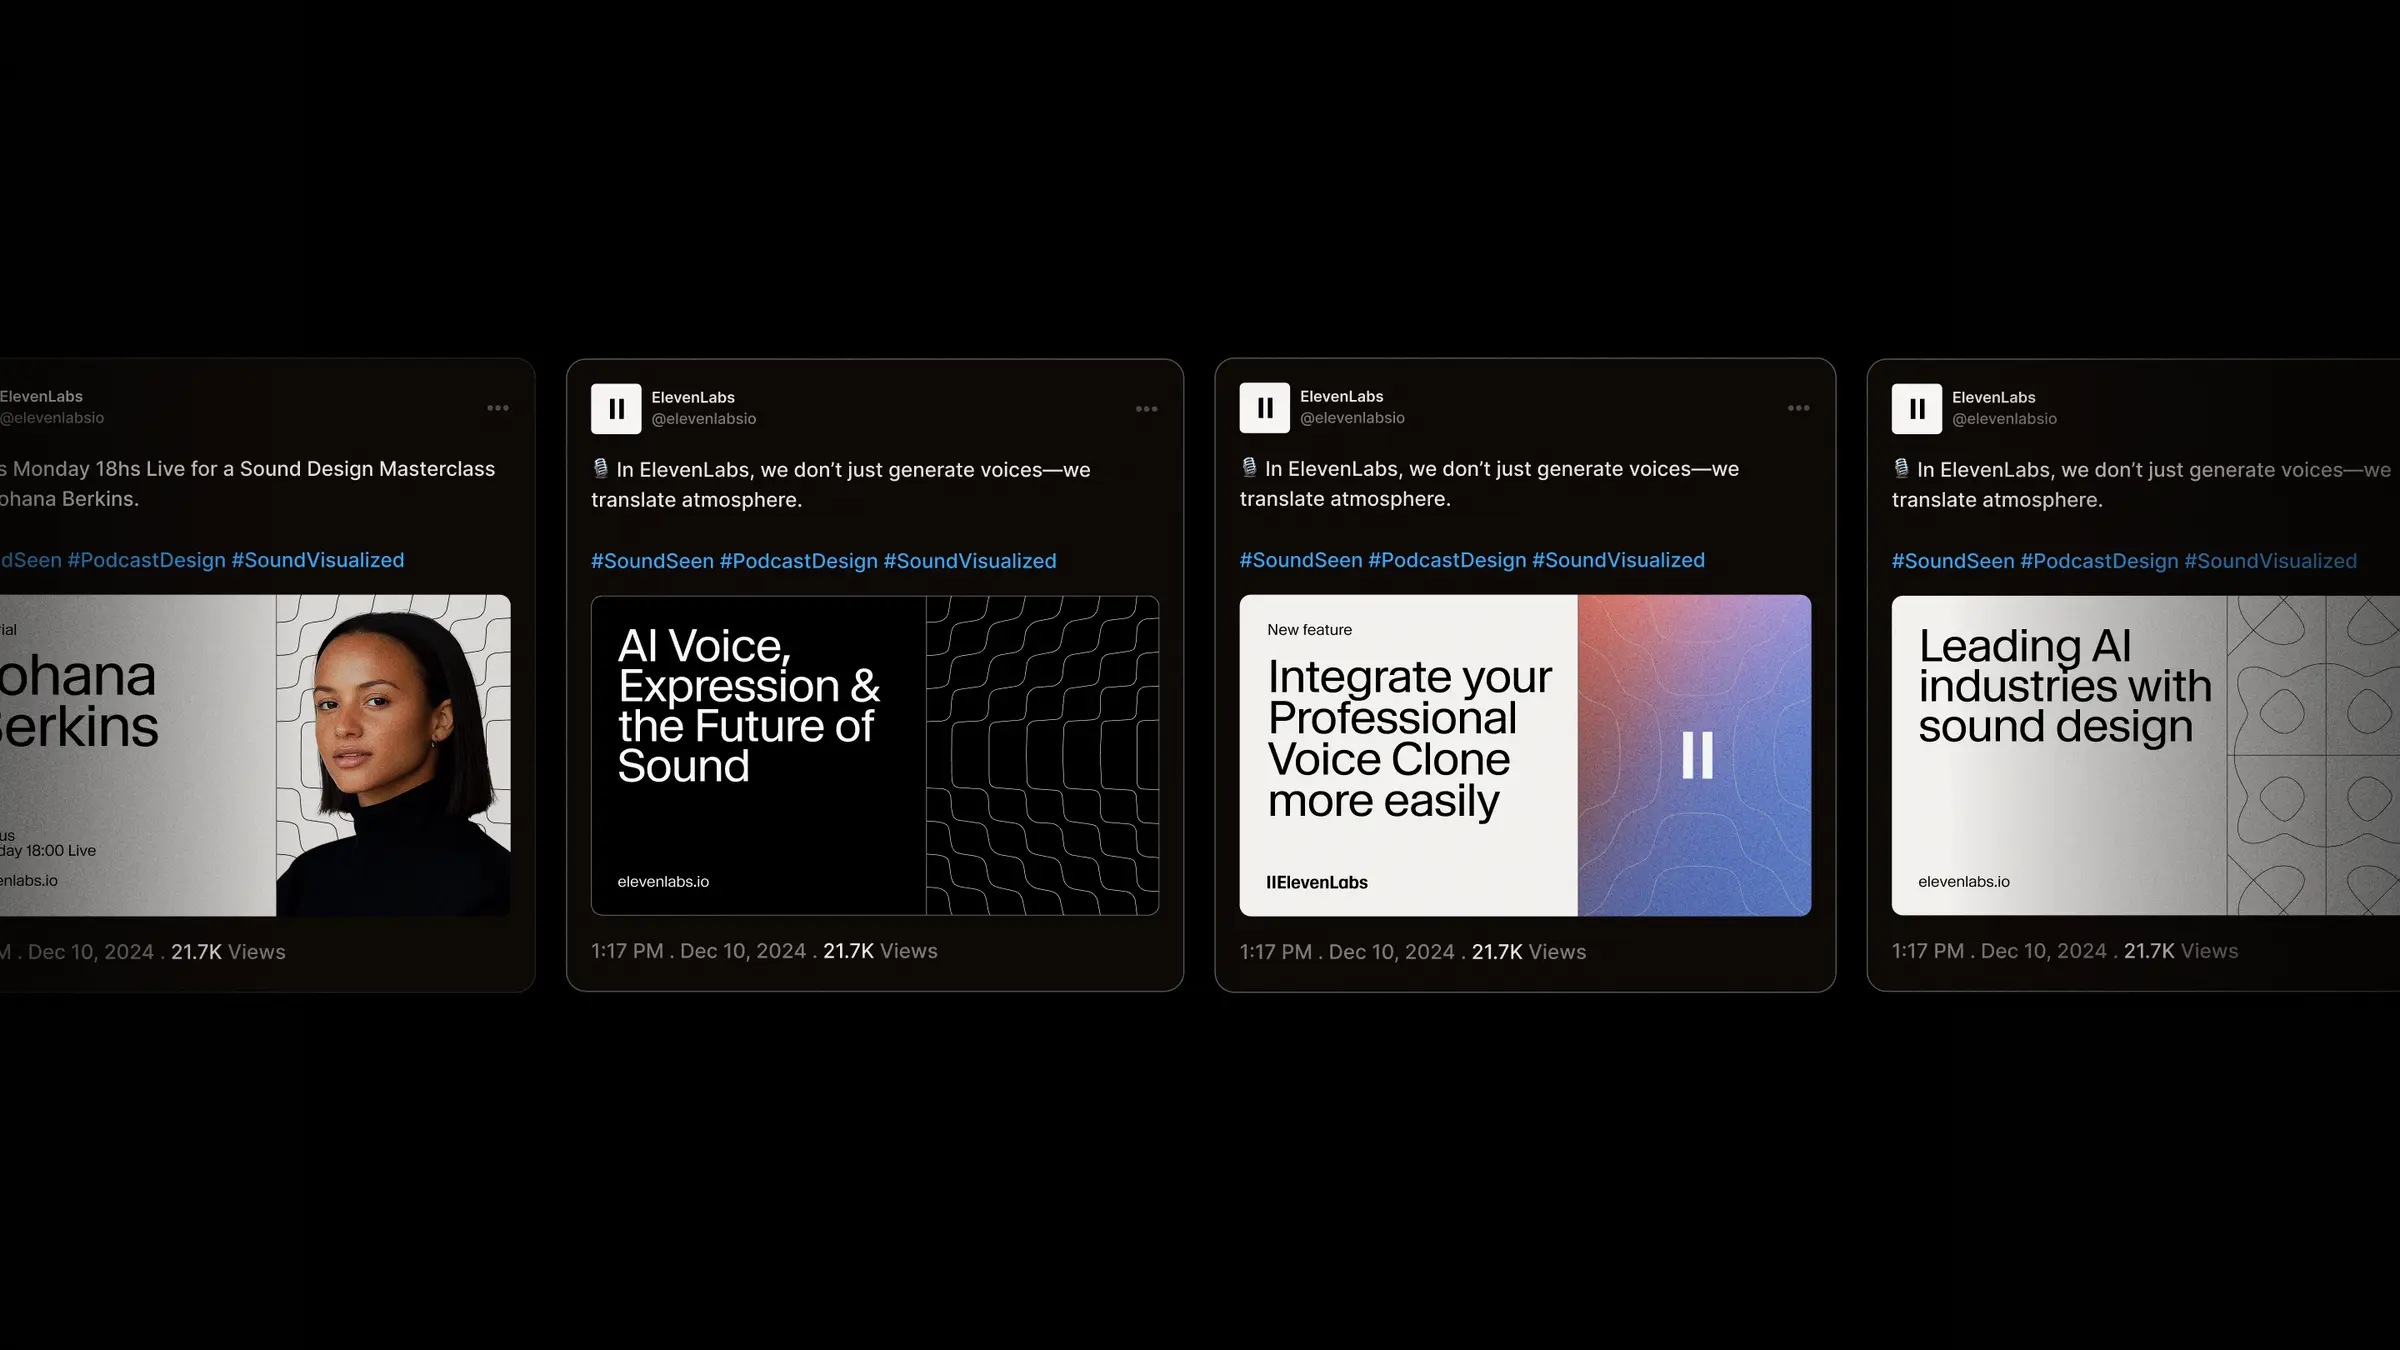 ElevenLabs
@elevenlabsio
s Monday 18hs Live for a Sound Design Masterclass
ohana Berkins.
dSeen #PodcastDesign #SoundVisualized
ial
ohana
Berkins
us
day 18:00 Live
enlabs.io
M . Dec 10, 2024 . 21.7K Views
ElevenLabs
@elevenlabsio
🎙️ In ElevenLabs, we don’t just generate voices—we
translate atmosphere.
#SoundSeen #PodcastDesign #SoundVisualized
AI Voice,
Expression &
the Future of
Sound
elevenlabs.io
1:17 PM . Dec 10, 2024 . 21.7K Views
ElevenLabs
@elevenlabsio
🎙️ In ElevenLabs, we don’t just generate voices—we
translate atmosphere.
#SoundSeen #PodcastDesign #SoundVisualized
New feature
Integrate your
Professional
Voice Clone
more easily
IIElevenLabs
1:17 PM . Dec 10, 2024 . 21.7K Views
ElevenLabs
@elevenlabsio
🎙️ In ElevenLabs, we don’t just generate voices—we
translate atmosphere.
#SoundSeen #PodcastDesign #SoundVisualized
Leading AI
industries with
sound design
elevenlabs.io
1:17 PM . Dec 10, 2024 . 21.7K Views